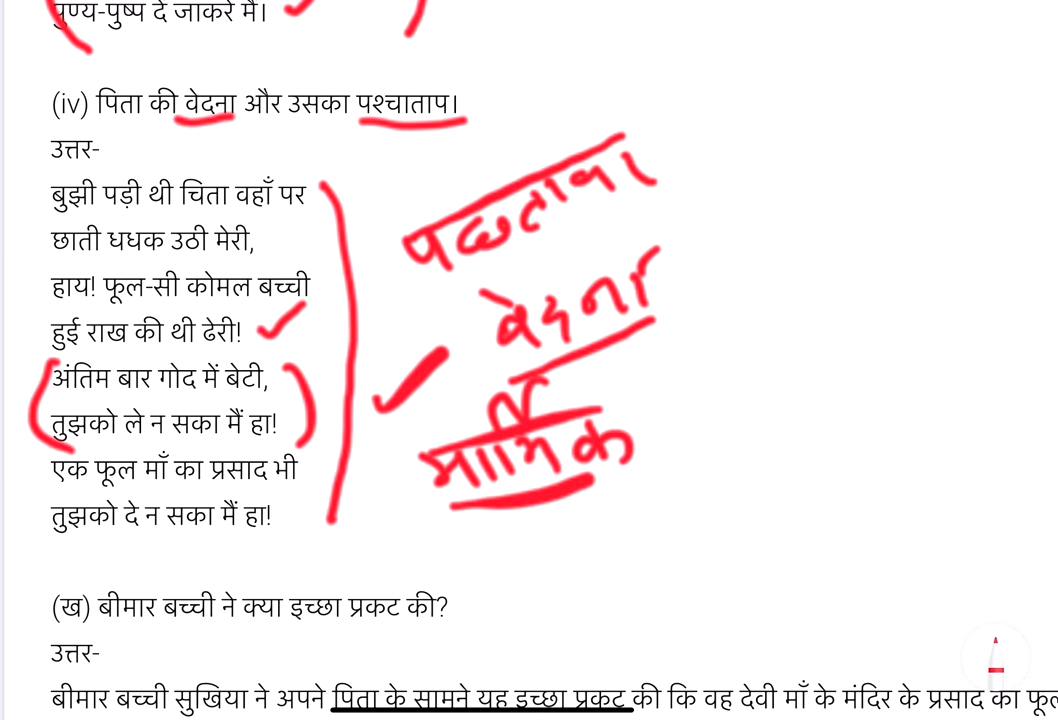 पुण्य-पुष्प दे जाकरे मैं।
(iv) पिता की वेदना और उसका पश्चाताप।
उत्तर-
बुझी पड़ी थी चिता वहाँ पर
छाती धधक उठी मेरी,
हाय! फूल-सी कोमल बच्ची
हुई राख की थी ढेरी!
अंतिम बार गोद में बेटी,
तुझको ले न सका मैं हा!
एक फूल माँ का प्रसाद भी
तुझको दे न सका मैं हा!
पछतावा
वेदना
मार्मिक
(ख) बीमार बच्ची ने क्या इच्छा प्रकट की?
उत्तर-
बीमार बच्ची सुखिया ने अपने पिता के सामने यह इच्छा प्रकट की कि वह देवी माँ के मंदिर के प्रसाद का